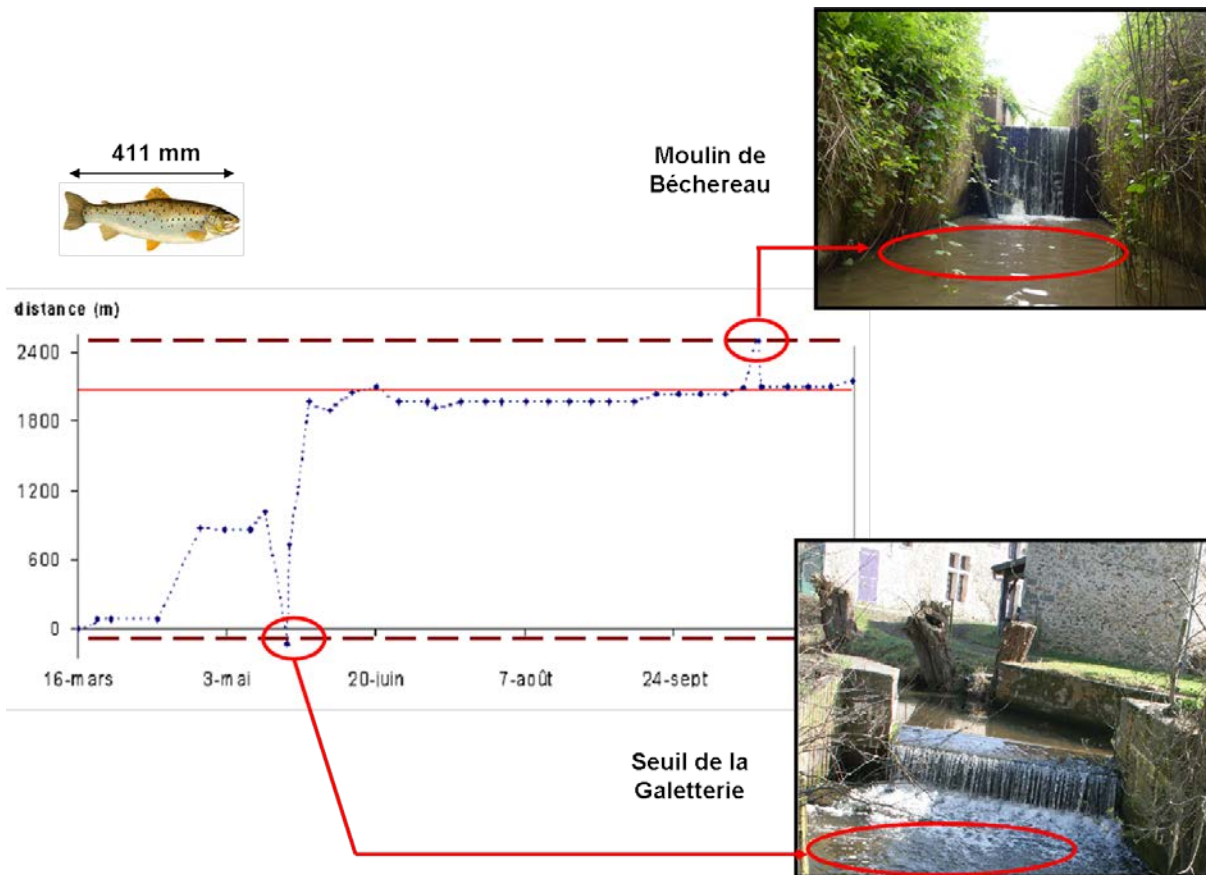 411 mm
Moulin de
Béchereau
distance (m)
2400
1800
1200
600
0
16-mars
3-mai
20-juin
7-août
24-sept
Seuil de la
Galetterie